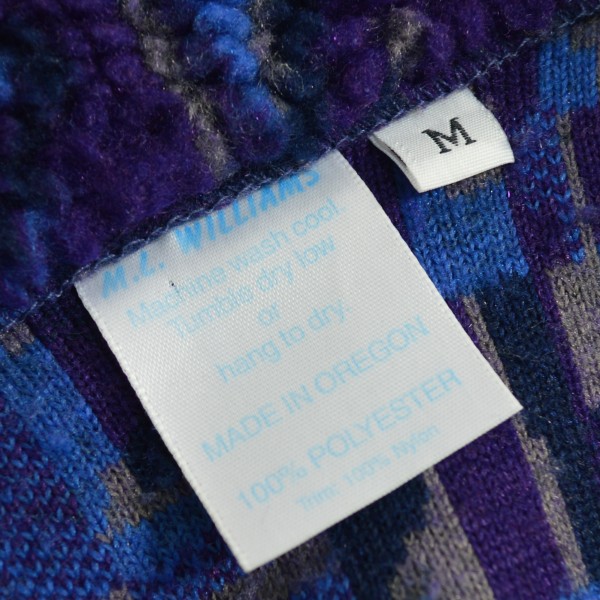 M
M.L. WILLIAMS
Machine wash cool
Tumble dry low
or
hang to dry.
MADE IN OREGON
100% POLYESTER
Trim: 100% Nylon